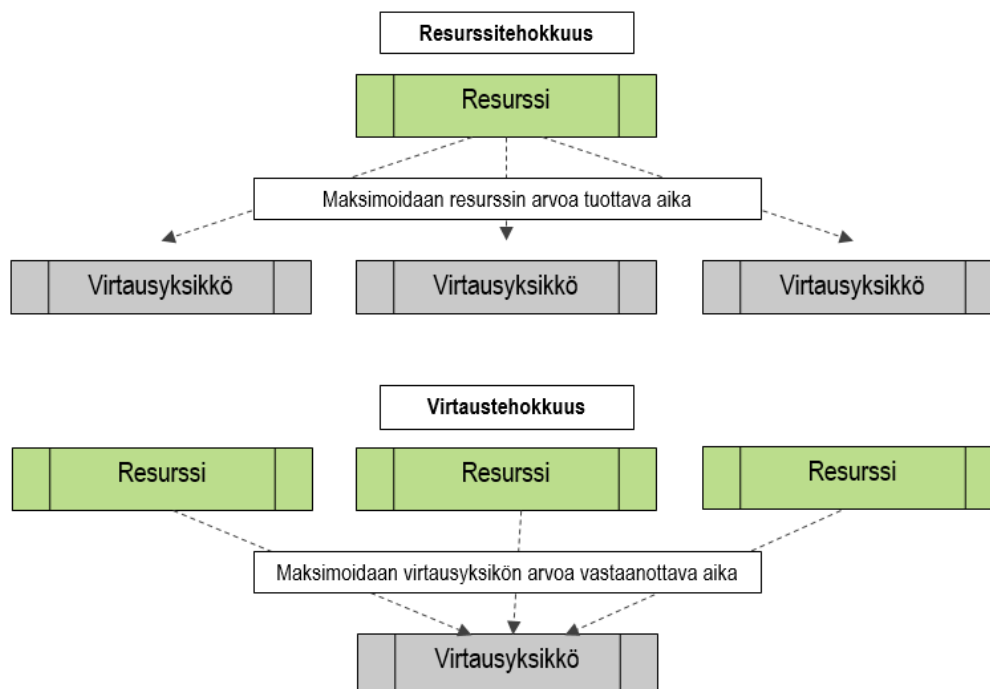 Resurssitehokkuus
Resurssi
Maksimoidaan resurssin arvoa tuottava aika
Virtausyksikkö
Virtausyksikkö
Virtausyksikkö
Virtaustehokkuus
Resurssi
Resurssi
Resurssi
Maksimoidaan virtausyksikön arvoa vastaanottava aika
Virtausyksikkö